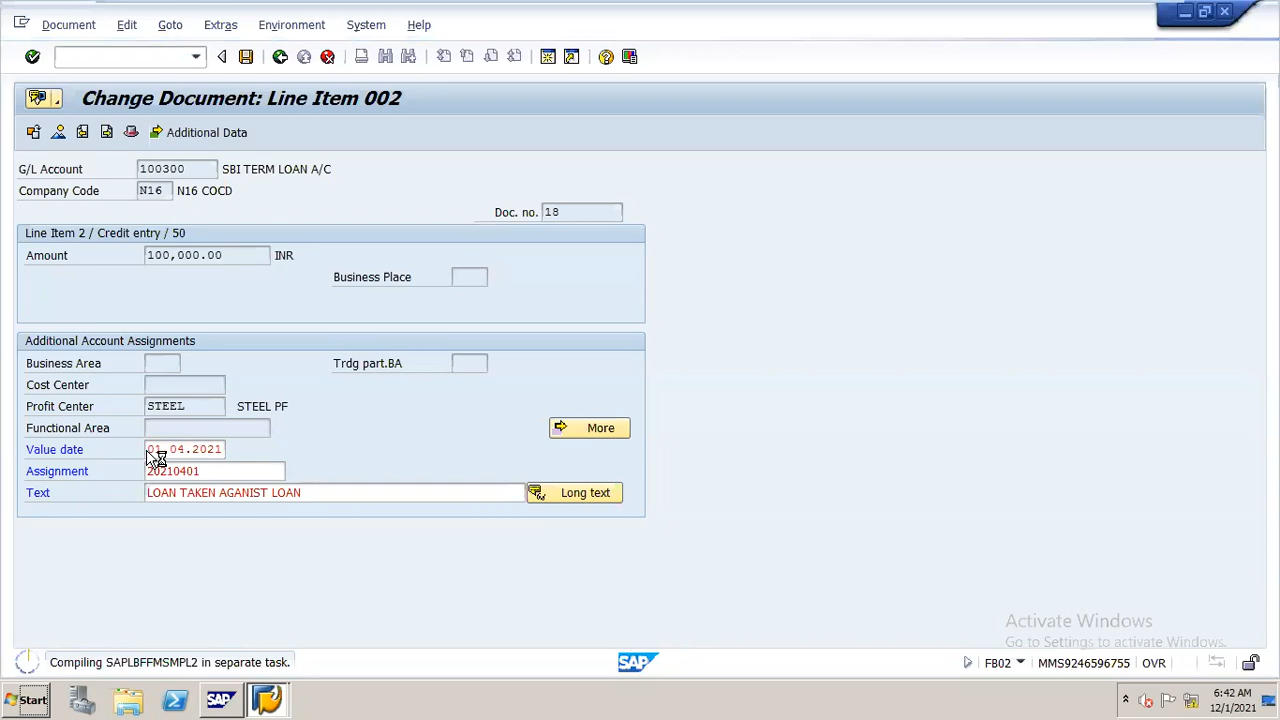 Document Edit Goto Extras Environment System Help
Change Document: Line Item 002
Additional Data
G/L Account 100300 SBI TERM LOAN A/C
Company Code N16 N16 COCD
Doc. no. 18
Line Item 2 / Credit entry / 50
Amount 100,000.00 INR
Business Place
Additional Account Assignments
Business Area Trdg part.BA
Cost Center
Profit Center STEEL STEEL PF
Functional Area More
Value date 01.04.2021
Assignment 20210401
Text LOAN TAKEN AGANIST LOAN Long text
Activate Windows
Go to Settings to activate Windows.
Compiling SAPLBFFMSMPL2 in separate task. SAP FB02 MMS9246596755 OVR
Start SAP 6:42 AM
12/1/2021